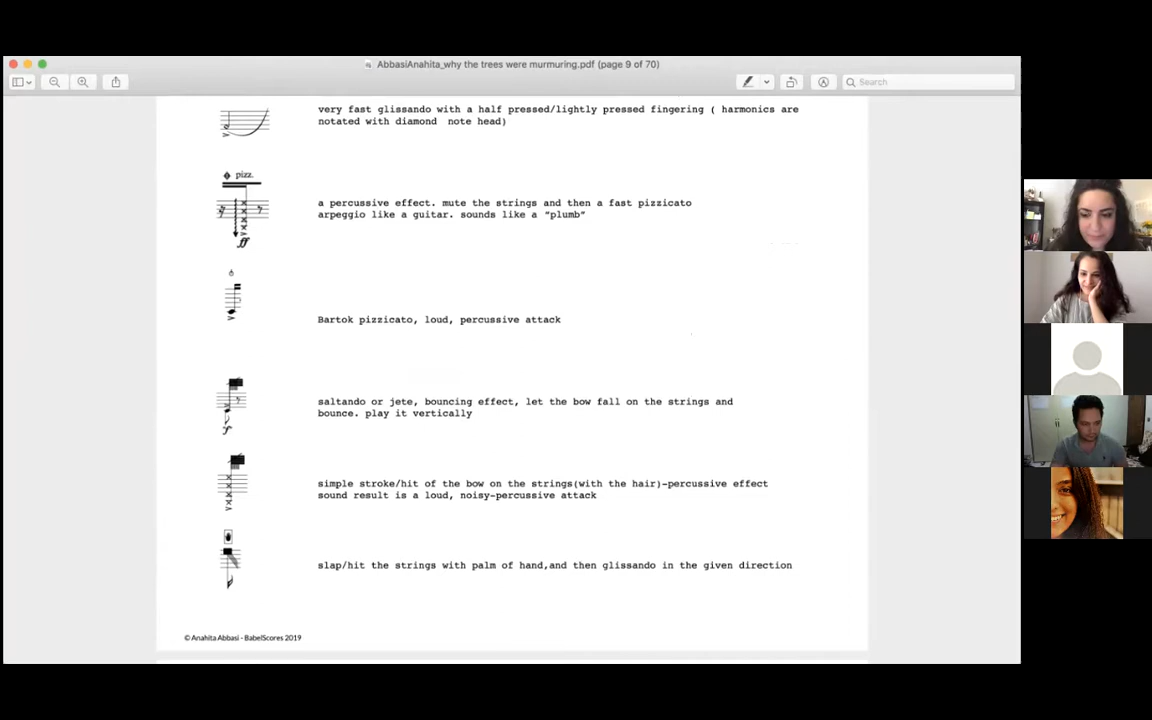 AbbasiAnahita_why the trees were murmuring.pdf (page 9 of 70)
Search
very fast glissando with a half pressed/lightly pressed fingering ( harmonics are
notated with diamond note head)
pizz.
a percussive effect. mute the strings and then a fast pizzicato
arpeggio like a guitar. sounds like a “plumb”
ff
Bartok pizzicato, loud, percussive attack
saltando or jete, bouncing effect, let the bow fall on the strings and
bounce. play it vertically
f
simple stroke/hit of the bow on the strings(with the hair)-percussive effect
sound result is a loud, noisy-percussive attack
slap/hit the strings with palm of hand,and then glissando in the given direction
© Anahita Abbasi - BabelScores 2019